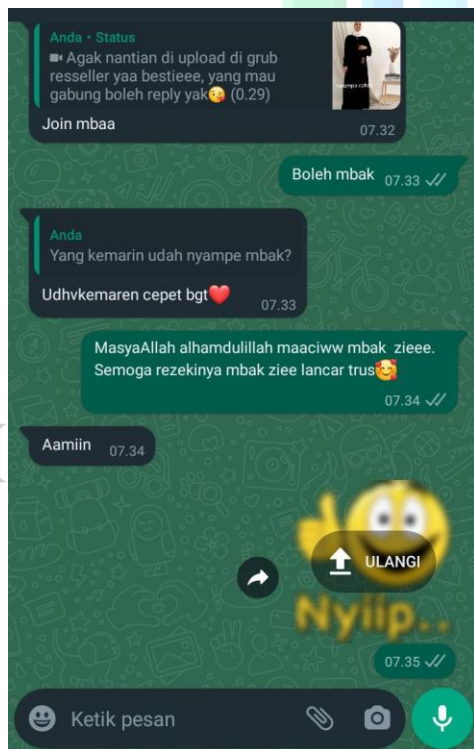 Anda • Status
Agak nantian di upload di grub
resseller yaa bestieee, yang mau
gabung boleh reply yak😘 (0.29)
Join mbaa
07.32
Boleh mbak 07.33
Anda
Yang kemarin udah nyampe mbak?
Udhvkemaren cepet bgt❤️
07.33
MasyaAllah alhamdulillah maaciww mbak zieee.
Semoga rezekinya mbak ziee lancar trus🥰
07.34
Aamiin 07.34
ULANGI
Nyiip..
07.35
Ketik pesan